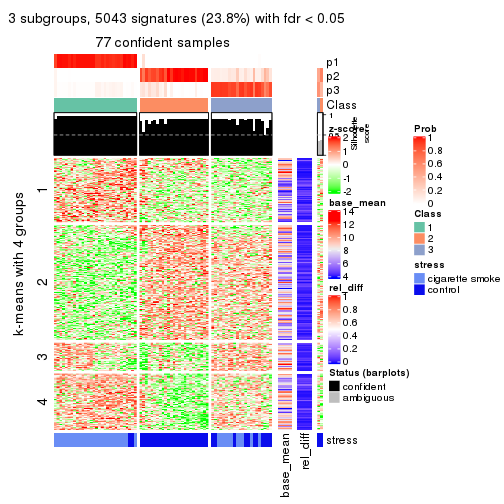 3 subgroups, 5043 signatures (23.8%) with fdr < 0.05
77 confident samples
p1
p2
p3
Class
1
Silhouette
score
z-score
2
1
0
-1
-2
base_mean
14
12
10
8
6
4
rel_diff
1
0.8
0.6
0.4
0.2
0
Status (barplots)
confident
ambiguous
Prob
1
0.8
0.6
0.4
0.2
0
Class
1
2
3
stress
cigarette smoke
control
k-means with 4 groups
1
2
3
4
stress
base_mean
rel_diff